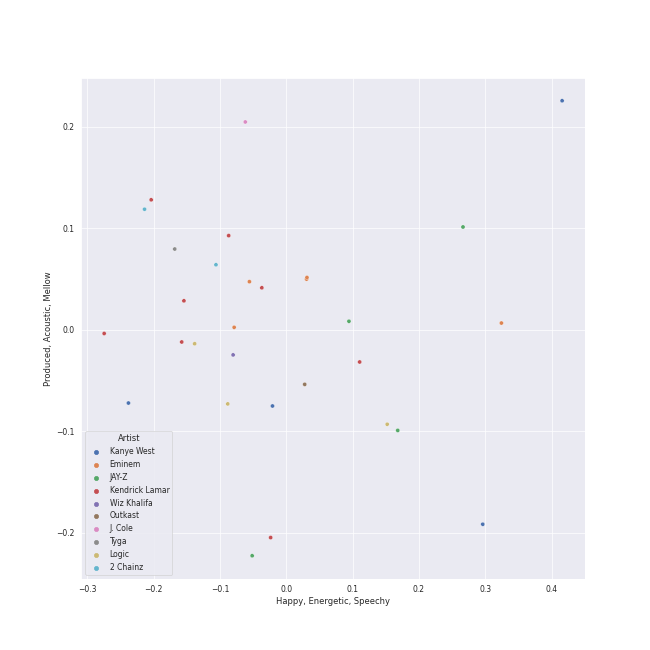 0.2
0.1
0.0
−0.1
−0.2
Produced, Acoustic, Mellow
Artist
Kanye West
Eminem
JAY-Z
Kendrick Lamar
Wiz Khalifa
Outkast
J. Cole
Tyga
Logic
2 Chainz
−0.3 −0.2 −0.1 0.0 0.1 0.2 0.3 0.4
Happy, Energetic, Speechy